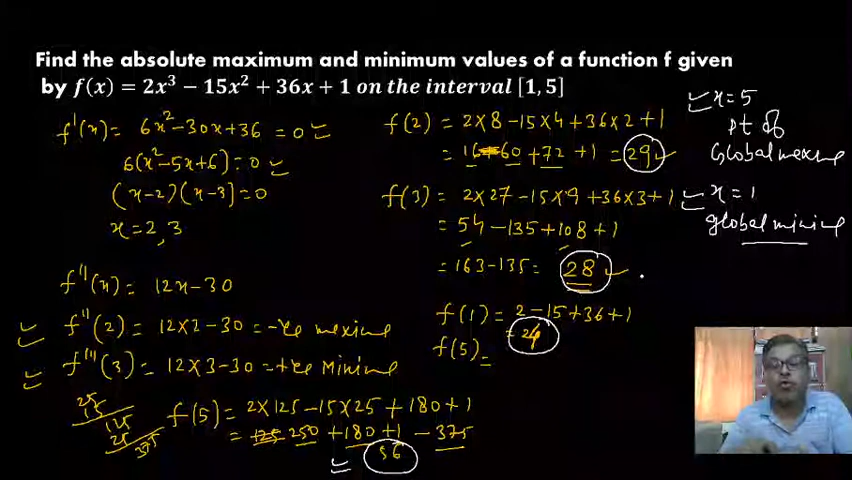 Find the absolute maximum and minimum values of a function f given
by f(x) = 2x³ − 15x² + 36x + 1 on the interval [1, 5]
f'(x) = 6x²-30x+36 = 0
6(x²-5x+6)=0
(x-2)(x-3)=0
x=2, 3
f''(x) = 12x-30
f''(2) = 12×2-30 = -ve maxima
f'''(3) = 12×3-30 = +ve Minima
25
15
125
25
375
f(5) = 2×125 -15×25 + 180+1
= 250 +180 +1 - 375
56
f(2) = 2×8 -15×4 +36×2 +1
= 16 - 60 +72 +1 = 29
f(3) = 2×27 -15×9 +36×3+1
= 54 -135 +108 +1
= 163-135 = 28
f(1) = 2-15+36+1
= 24
f(5) =
x=5
pt of
Global maxima
x=1
global minima